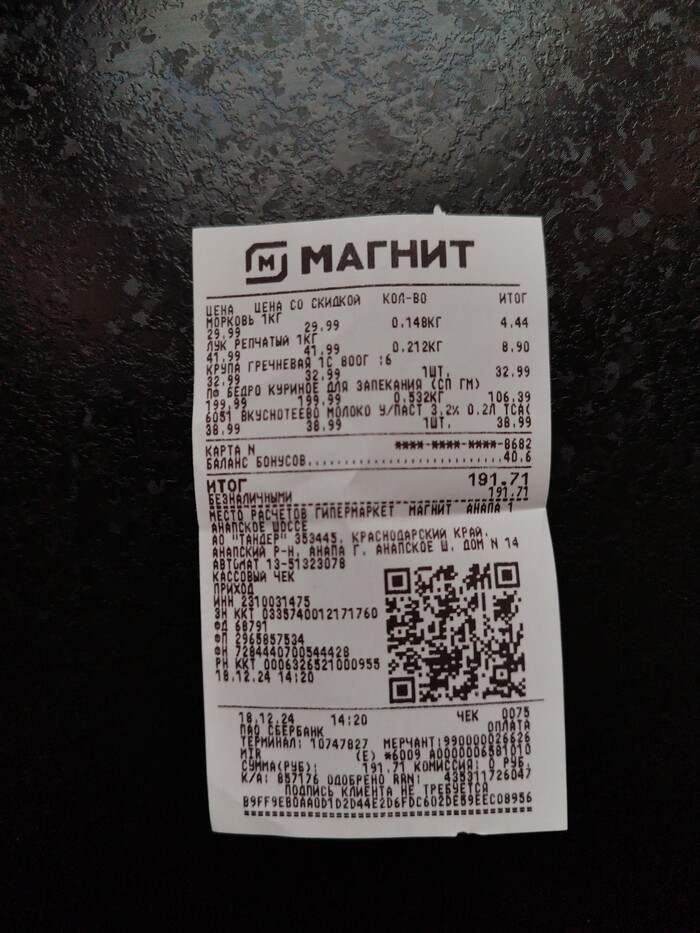 МАГНИТ
ЦЕНА ЦЕНА СО СКИДКОЙ КОЛ-ВО ИТОГ
МОРКОВЬ 1КГ
29.99 29.99 0.148КГ 4.44
ЛУК РЕПЧАТЫЙ 1КГ
41.99 41.99 0.212КГ 8.90
КРУПА ГРЕЧНЕВАЯ 1С 800Г :6
32.99 32.99 1ШТ. 32.99
ПФ БЕДРО КУРИНОЕ ДЛЯ ЗАПЕКАНИЯ (СП ГМ)
199.99 199.99 0.532КГ 106.39
6051 ВКУСНОТЕЕВО МОЛОКО У/ПАСТ 3.2% 0.2Л ТСА(
38.99 38.99 1ШТ. 38.99
КАРТА N ****-****-****-8682
БАЛАНС БОНУСОВ..............................40.6
ИТОГ 191.71
БЕЗНАЛИЧНЫМИ 191.71
МЕСТО РАСЧЕТОВ ГИПЕРМАРКЕТ МАГНИТ АНАПА 1
АНАПСКОЕ ШОССЕ
АО "ТАНДЕР" 353445, КРАСНОДАРСКИЙ КРАЙ,
АНАПСКИЙ Р-Н, АНАПА Г, АНАПСКОЕ Ш, ДОМ N 14
АВТОМАТ 13-51323078
КАССОВЫЙ ЧЕК
ПРИХОД
ИНН 2310031475
ЗН ККТ 0335740012171760
ФД 68791
ФП 2965857534
ФН 7284440700544428
РН ККТ 0006326521000955
18.12.24 14:20
18.12.24 14:20 ЧЕК 0075
ПАО СБЕРБАНК ОПЛАТА
ТЕРМИНАЛ: 10747827 МЕРЧАНТ:990000026626
MIR (E) *6009 A0000006581010
СУММА(РУБ): 191.71 КОМИССИЯ: 0 РУБ.
К/А: 857176 ОДОБРЕНО RRN: 435311726047
ПОДПИСЬ КЛИЕНТА НЕ ТРЕБУЕТСЯ
B9FF9EB0AA0D1D2D44E2D6FDC602DE59EEC08956